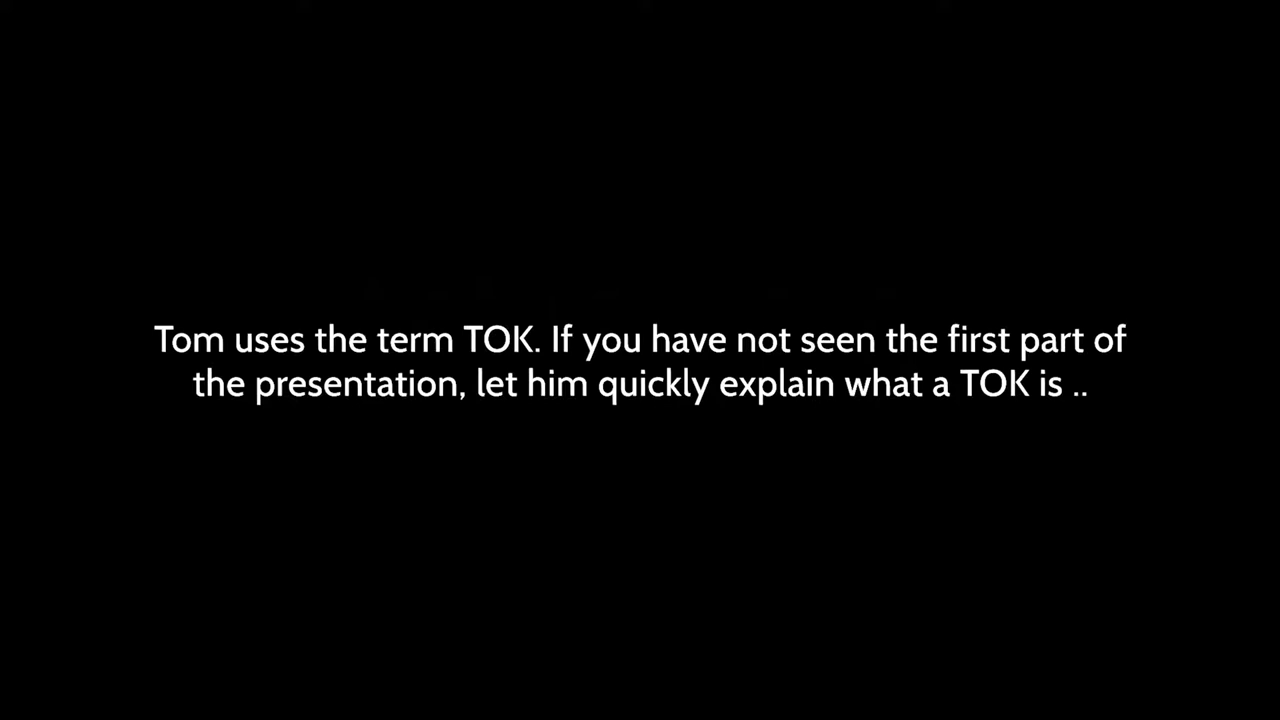 Tom uses the term TOK. If you have not seen the first part of
the presentation, let him quickly explain what a TOK is ..